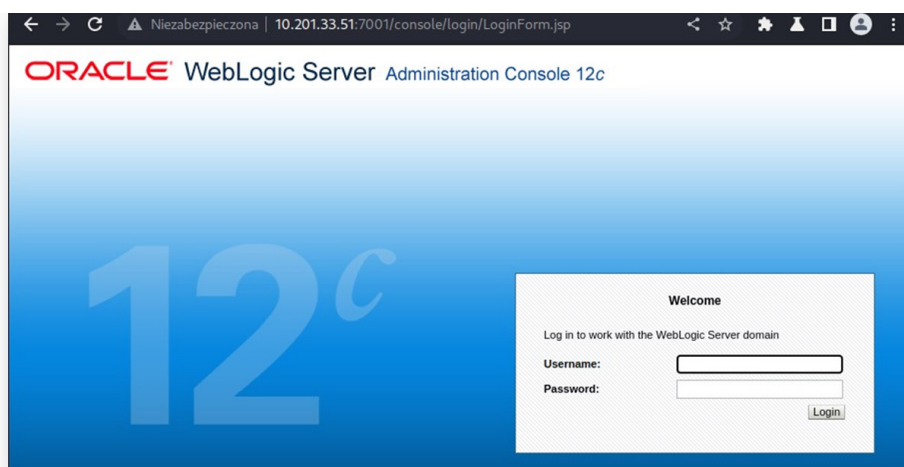 Niezabezpieczona | 10.201.33.51:7001/console/login/LoginForm.jsp
ORACLE WebLogic Server Administration Console 12c
12c
Welcome
Log in to work with the WebLogic Server domain
Username:
Password:
Login